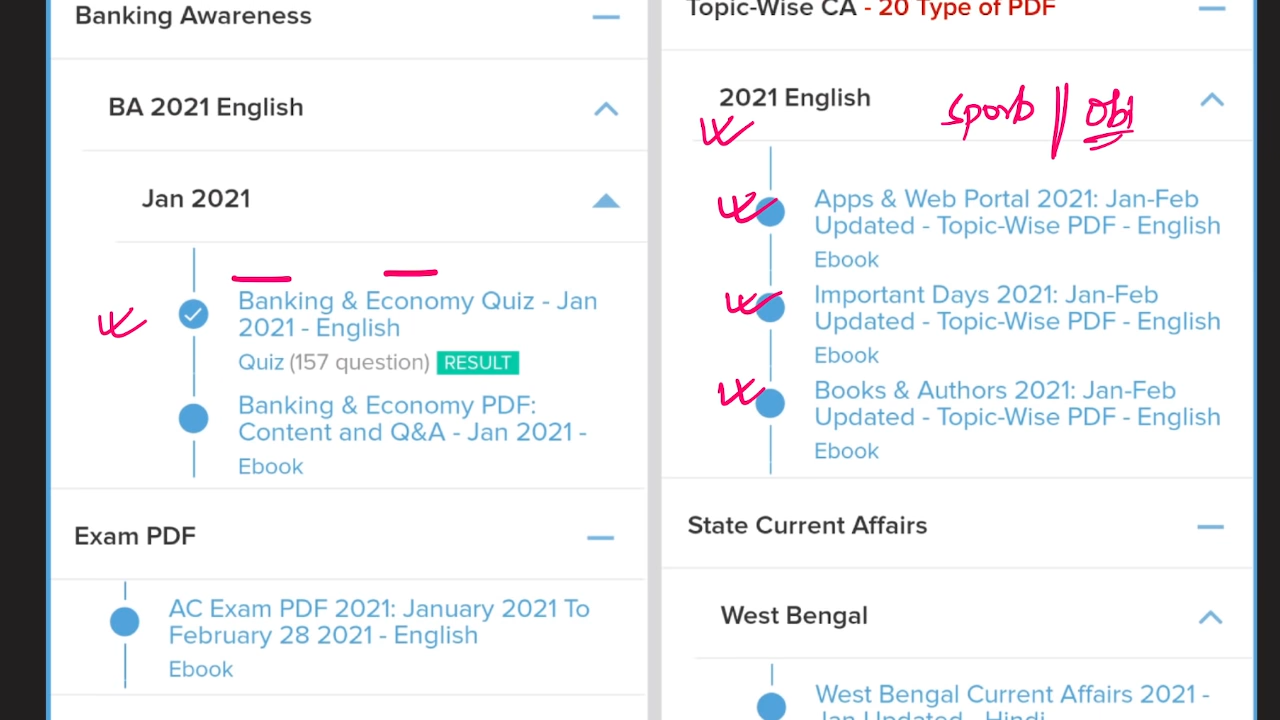 Banking Awareness
BA 2021 English
Jan 2021
Banking & Economy Quiz - Jan
2021 - English
Quiz (157 question) RESULT
Banking & Economy PDF:
Content and Q&A - Jan 2021 -
Ebook
Exam PDF
AC Exam PDF 2021: January 2021 To
February 28 2021 - English
Ebook
Topic-Wise CA - 20 Type of PDF
2021 English
Apps & Web Portal 2021: Jan-Feb
Updated - Topic-Wise PDF - English
Ebook
Important Days 2021: Jan-Feb
Updated - Topic-Wise PDF - English
Ebook
Books & Authors 2021: Jan-Feb
Updated - Topic-Wise PDF - English
Ebook
State Current Affairs
West Bengal
West Bengal Current Affairs 2021 -
Jan Updated - Hindi